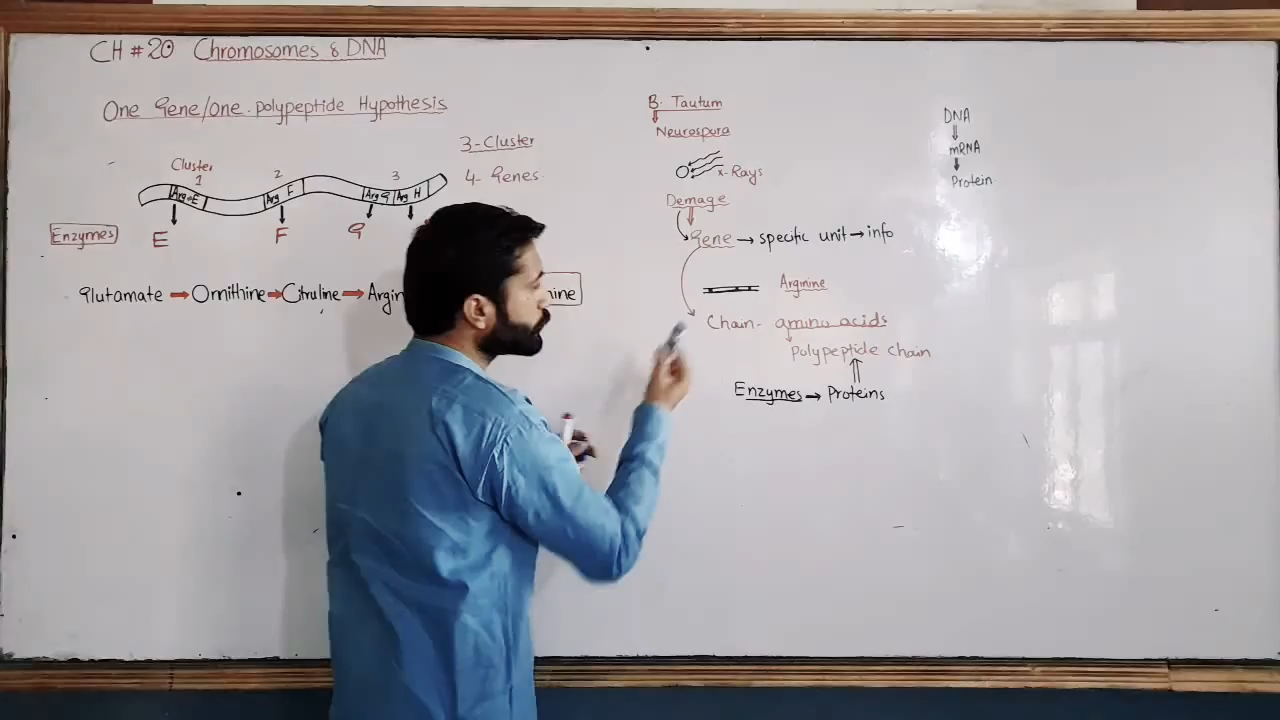 CH # 20 Chromosomes & DNA
One Gene/one polypeptide Hypothesis
3-Cluster
4- Genes
Cluster
1 2 3
Arg E Arg F Arg G Arg H
Enzymes E F G
Glutamate → Ornithine → Citruline → Argin
nine
B. Tautum
Neurospora
x-Rays
Demage
Gene → specific unit → info
Arginine
Chain- amino acids
Polypeptide chain
Enzymes → Proteins
DNA
mRNA
Protein